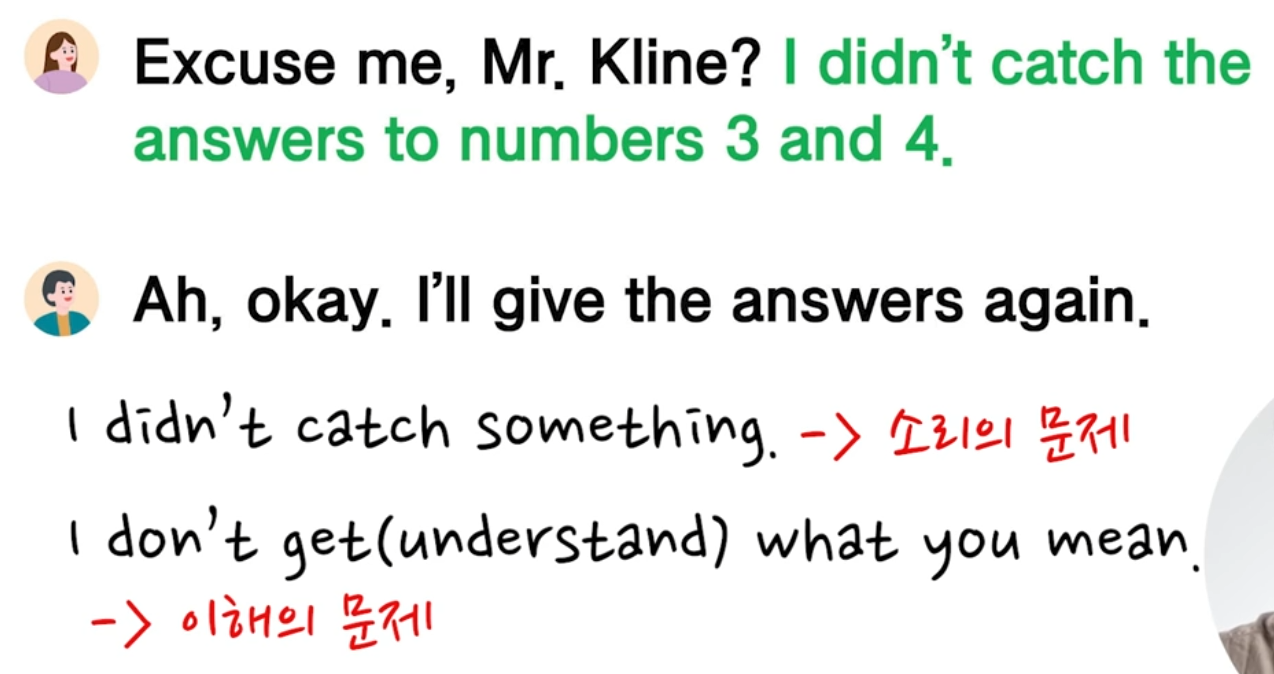 Excuse me, Mr. Kline? I didn't catch the
answers to numbers 3 and 4.
Ah, okay. I'll give the answers again.
I didn't catch something. -> 소리의 문제
I don't get(understand) what you mean.
-> 이해의 문제